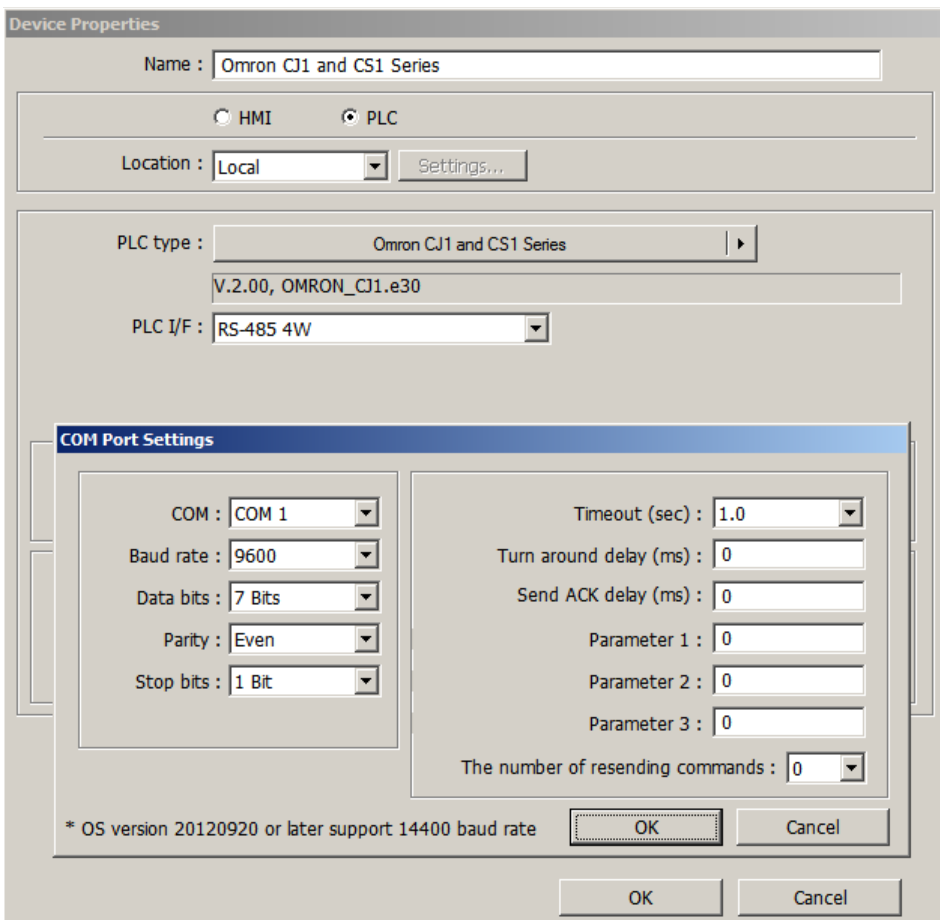 Device Properties
Name : Omron CJ1 and CS1 Series
HMI PLC
Location : Local Settings...
PLC type : Omron CJ1 and CS1 Series
V.2.00, OMRON_CJ1.e30
PLC I/F : RS-485 4W
COM Port Settings
COM : COM 1
Baud rate : 9600
Data bits : 7 Bits
Parity : Even
Stop bits : 1 Bit
Timeout (sec) : 1.0
Turn around delay (ms) : 0
Send ACK delay (ms) : 0
Parameter 1 : 0
Parameter 2 : 0
Parameter 3 : 0
The number of resending commands : 0
* OS version 20120920 or later support 14400 baud rate
OK Cancel
OK Cancel